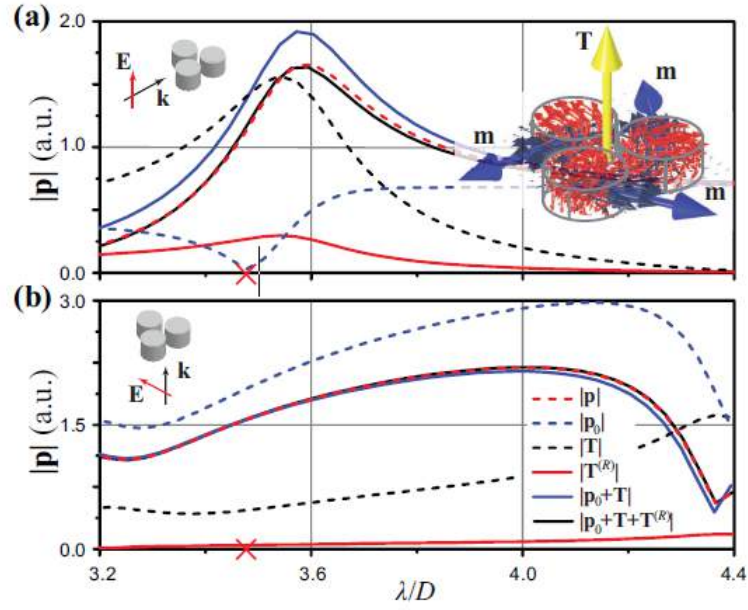 (a)
2.0
E
k
T
m
m
m
1.0
|p| (a.u.)
0.0
(b)
3.0
k
E
|p| (a.u.)
1.5
|p|
|p₀|
|T|
|T⁽ᴿ⁾|
|p₀+T|
|p₀+T+T⁽ᴿ⁾|
0.0
3.2 3.6 4.0 4.4
λ/D